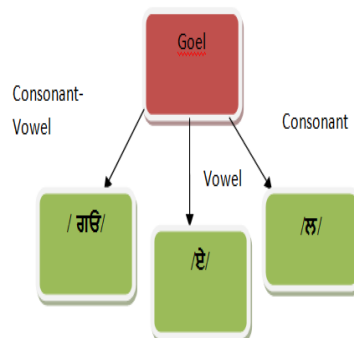 Goel
Consonant-
Vowel
Consonant
Vowel
/ ਗਓ/
/ਏ/
/ਲ/